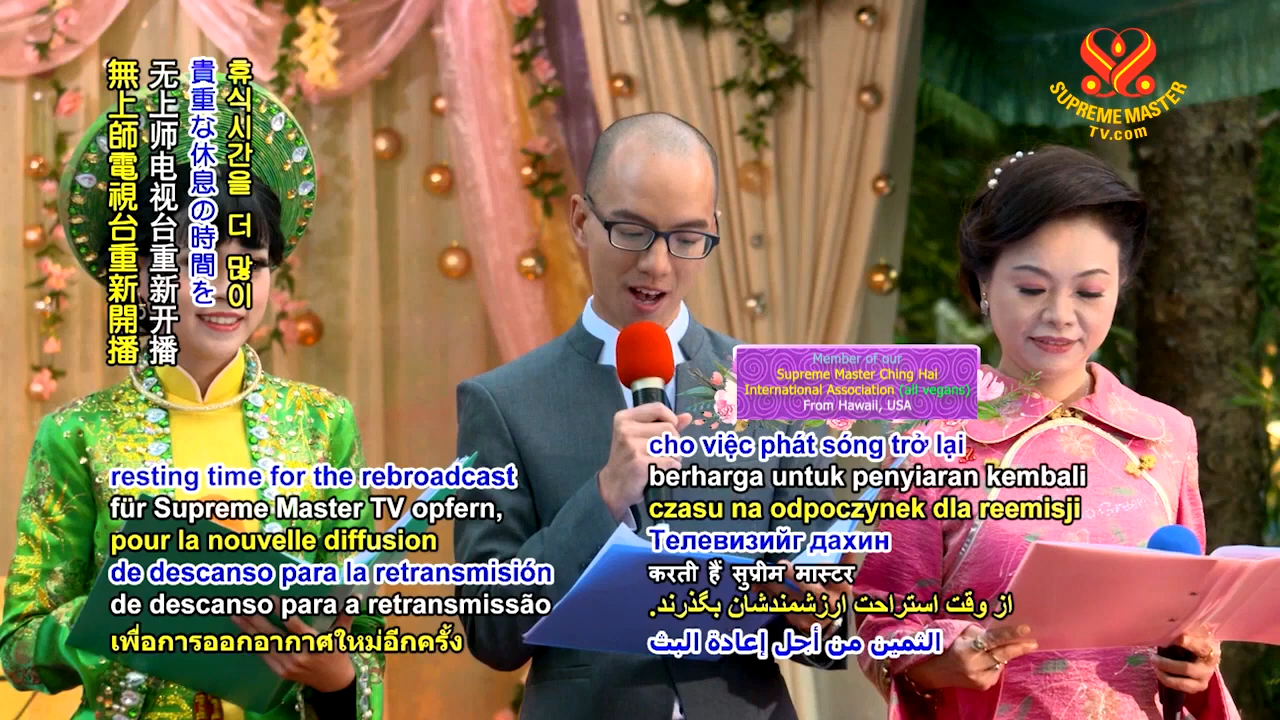 휴식시간을 더 많이
貴重な休息の時間を
无上师电视台重新开播
無上師電視台重新開播
SUPREME MASTER
TV.com
Member of our
Supreme Master Ching Hai
International Association (all vegans)
From Hawaii, USA
resting time for the rebroadcast
für Supreme Master TV opfern,
pour la nouvelle diffusion
de descanso para la retransmisión
de descanso para a retransmissão
เพื่อการออกอากาศใหม่อีกครั้ง
cho việc phát sóng trở lại
berharga untuk penyiaran kembali
czasu na odpoczynek dla reemisji
Телевизийг дахин
करती हैं सुप्रीम मास्टर
از وقت استراحت ارزشمندشان بگذرند.
الثمين من أجل إعادة البث